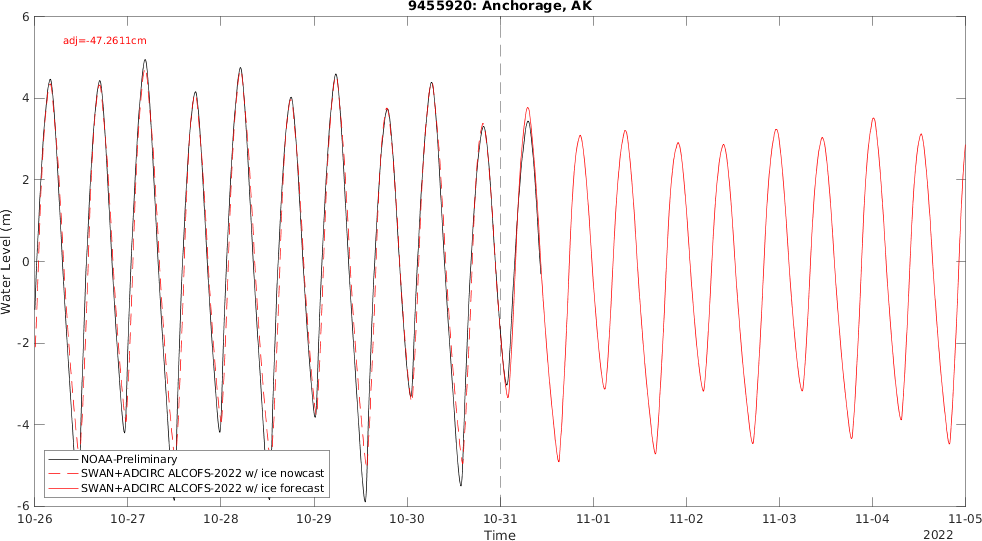 9455920: Anchorage, AK
adj=-47.2611cm
6
4
2
0
-2
-4
-6
Water Level (m)
NOAA-Preliminary
SWAN+ADCIRC ALCOFS-2022 w/ ice nowcast
SWAN+ADCIRC ALCOFS-2022 w/ ice forecast
10-26 10-27 10-28 10-29 10-30 10-31 11-01 11-02 11-03 11-04 11-05
Time
2022